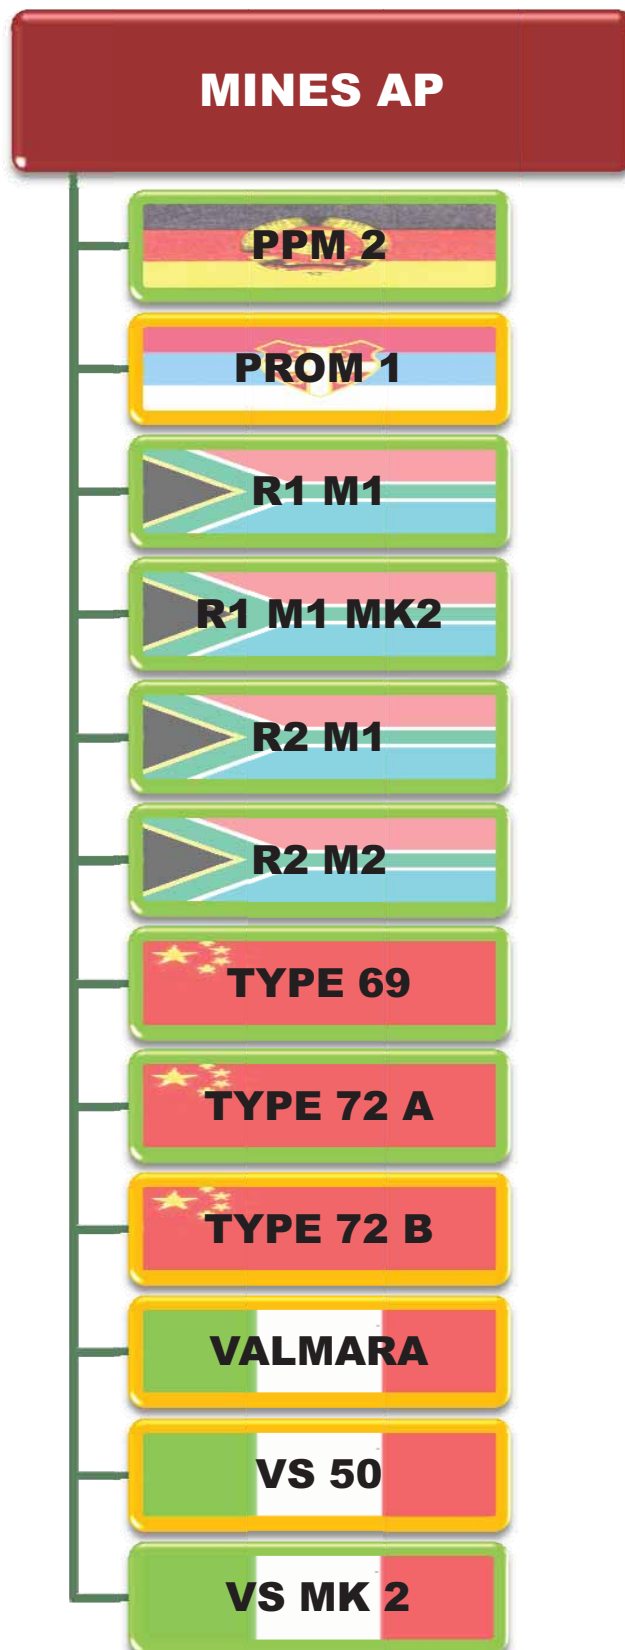 MINES AP
PPM 2
PROM 1
R1 M1
R1 M1 MK2
R2 M1
R2 M2
TYPE 69
TYPE 72 A
TYPE 72 B
VALMARA
VS 50
VS MK 2